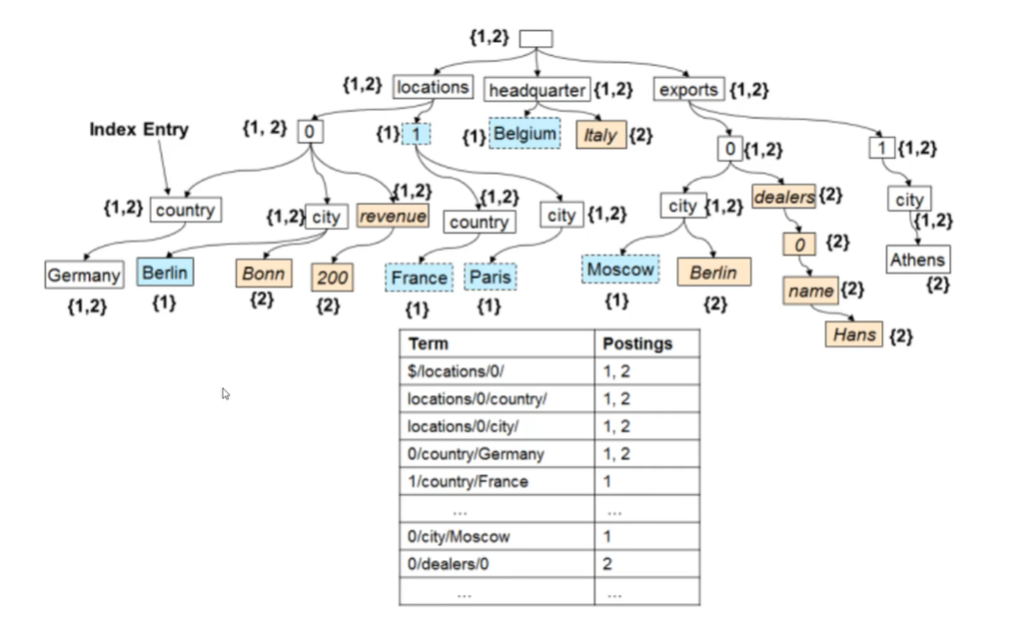 {1,2}
{1,2} locations headquarter {1,2} exports {1,2}
Index Entry {1, 2} 0 {1} 1 {1} Belgium Italy {2} 0 {1,2} 1 {1,2}
{1,2} country {1,2} city {1,2} revenue {1,2} country city {1,2} city {1,2} dealers {2} city {1,2}
0 {2}
Germany Berlin Bonn 200 France Paris Moscow Berlin Athens
{1,2} {1} {2} {2} {1} {1} {1} {2} name {2} {2}
Hans {2}
Term Postings
$/locations/0/ 1, 2
locations/0/country/ 1, 2
locations/0/city/ 1, 2
0/country/Germany 1, 2
1/country/France 1
... ...
0/city/Moscow 1
0/dealers/0 2
... ...